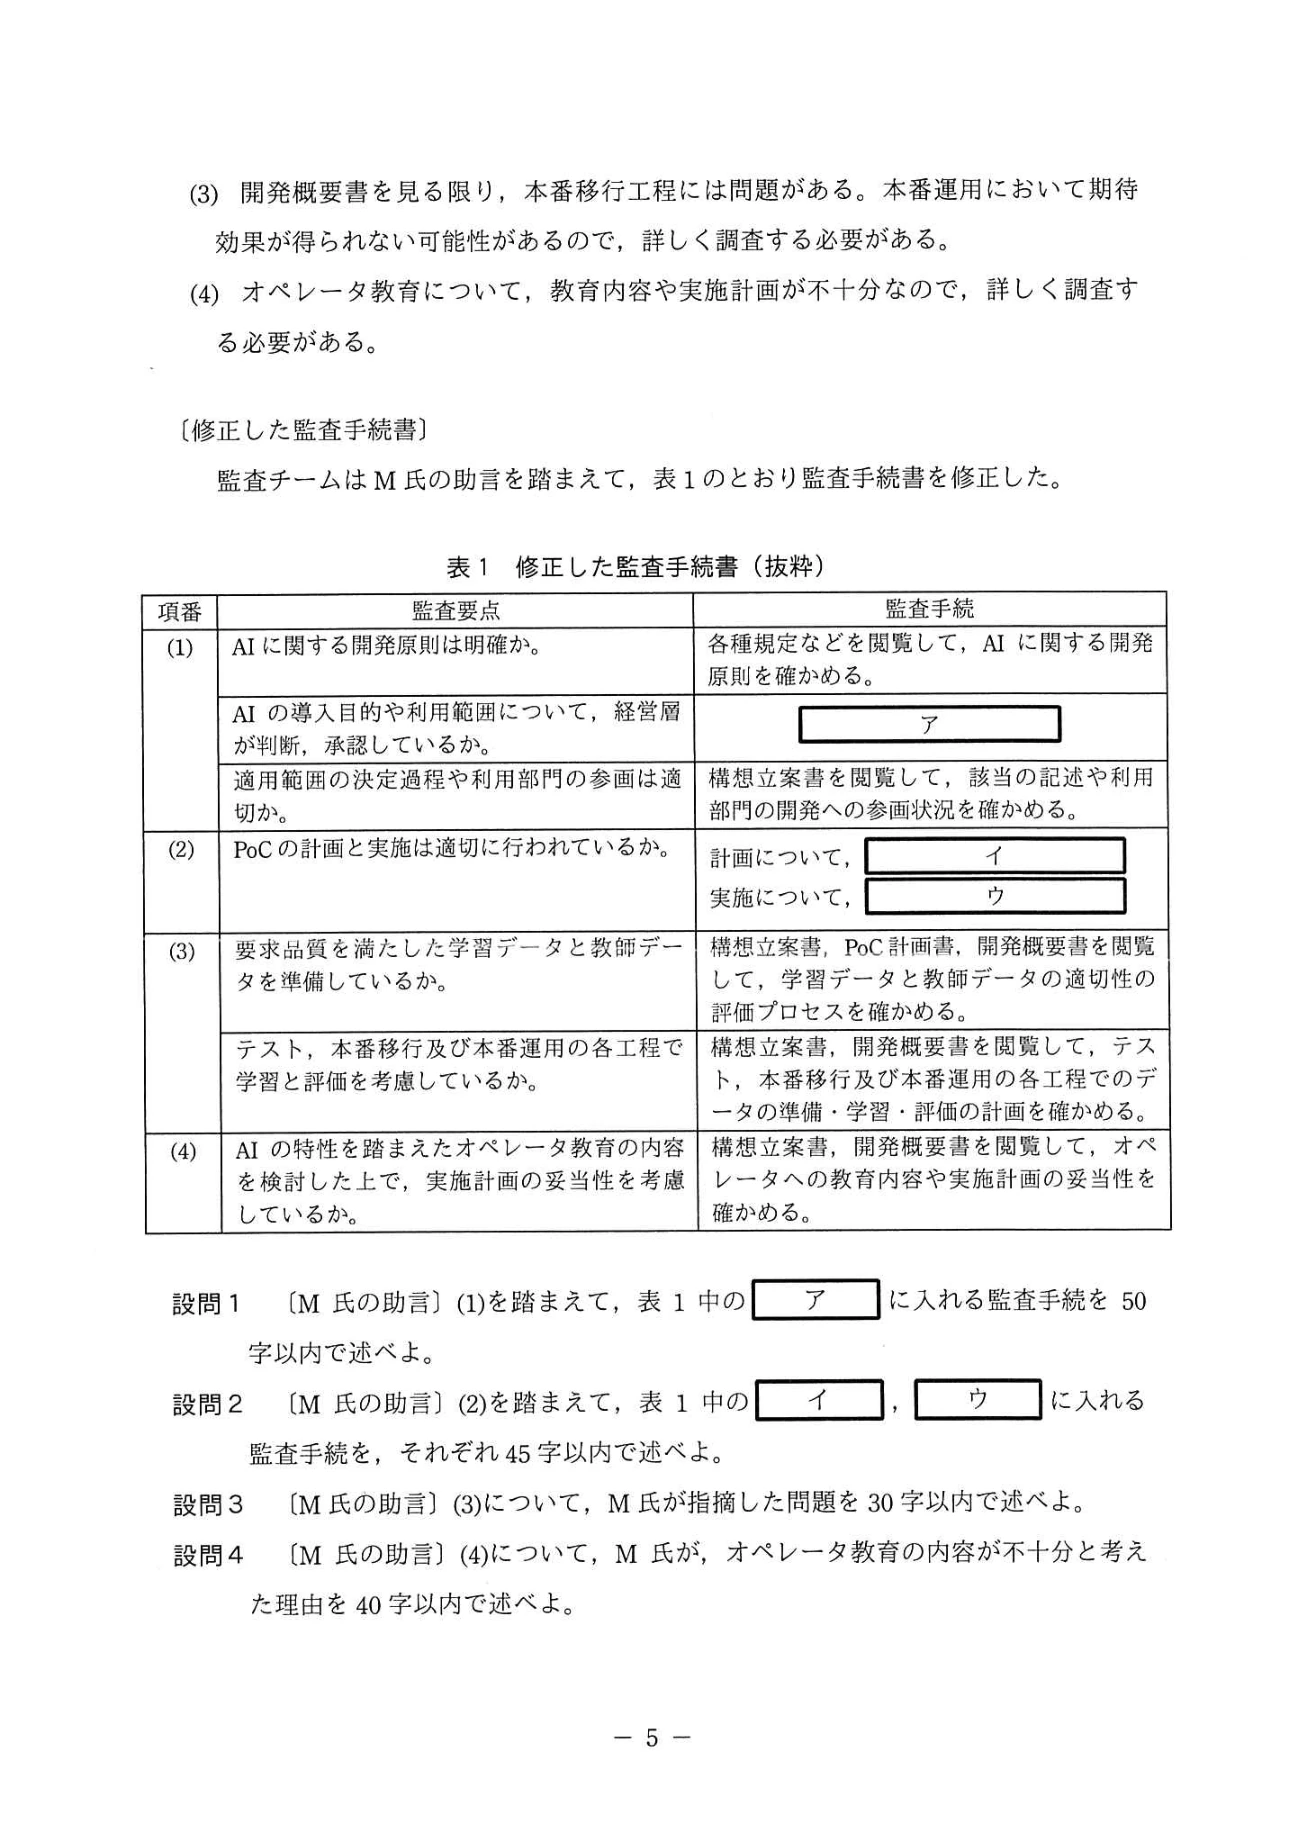 (3) 開発概要書を見る限り，本番移行工程には問題がある。本番運用において期待
効果が得られない可能性があるので，詳しく調査する必要がある。
(4) オペレータ教育について，教育内容や実施計画が不十分なので，詳しく調査す
る必要がある。
〔修正した監査手続書〕
監査チームは M 氏の助言を踏まえて，表 1 のとおり監査手続書を修正した。
表 1　修正した監査手続書（抜粋）
項番　監査要点　監査手続
(1)　AI に関する開発原則は明確か。　各種規定などを閲覧して，AI に関する開発
原則を確かめる。
AI の導入目的や利用範囲について，経営層
が判断，承認しているか。
ア
適用範囲の決定過程や利用部門の参画は適
切か。
構想立案書を閲覧して，該当の記述や利用
部門の開発への参画状況を確かめる。
(2)　PoC の計画と実施は適切に行われているか。
計画について，　イ
実施について，　ウ
(3)　要求品質を満たした学習データと教師デー
タを準備しているか。
構想立案書，PoC 計画書，開発概要書を閲覧
して，学習データと教師データの適切性の
評価プロセスを確かめる。
テスト，本番移行及び本番運用の各工程で
学習と評価を考慮しているか。
構想立案書，開発概要書を閲覧して，テス
ト，本番移行及び本番運用の各工程でのデ
ータの準備・学習・評価の計画を確かめる。
(4)　AI の特性を踏まえたオペレータ教育の内容
を検討した上で，実施計画の妥当性を考慮
しているか。
構想立案書，開発概要書を閲覧して，オペ
レータへの教育内容や実施計画の妥当性を
確かめる。
設問 1　〔M 氏の助言〕(1)を踏まえて，表 1 中の　ア　に入れる監査手続を 50
字以内で述べよ。
設問 2　〔M 氏の助言〕(2)を踏まえて，表 1 中の　イ　，　ウ　に入れる
監査手続を，それぞれ 45 字以内で述べよ。
設問 3　〔M 氏の助言〕(3)について，M 氏が指摘した問題を 30 字以内で述べよ。
設問 4　〔M 氏の助言〕(4)について，M 氏が，オペレータ教育の内容が不十分と考え
た理由を 40 字以内で述べよ。
－ 5 －